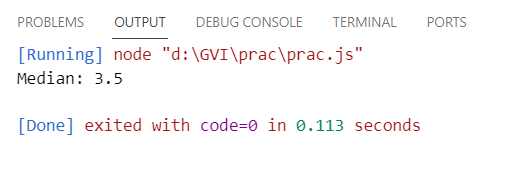 PROBLEMS OUTPUT DEBUG CONSOLE TERMINAL PORTS
[Running] node "d:\GVI\prac\prac.js"
Median: 3.5
[Done] exited with code=0 in 0.113 seconds